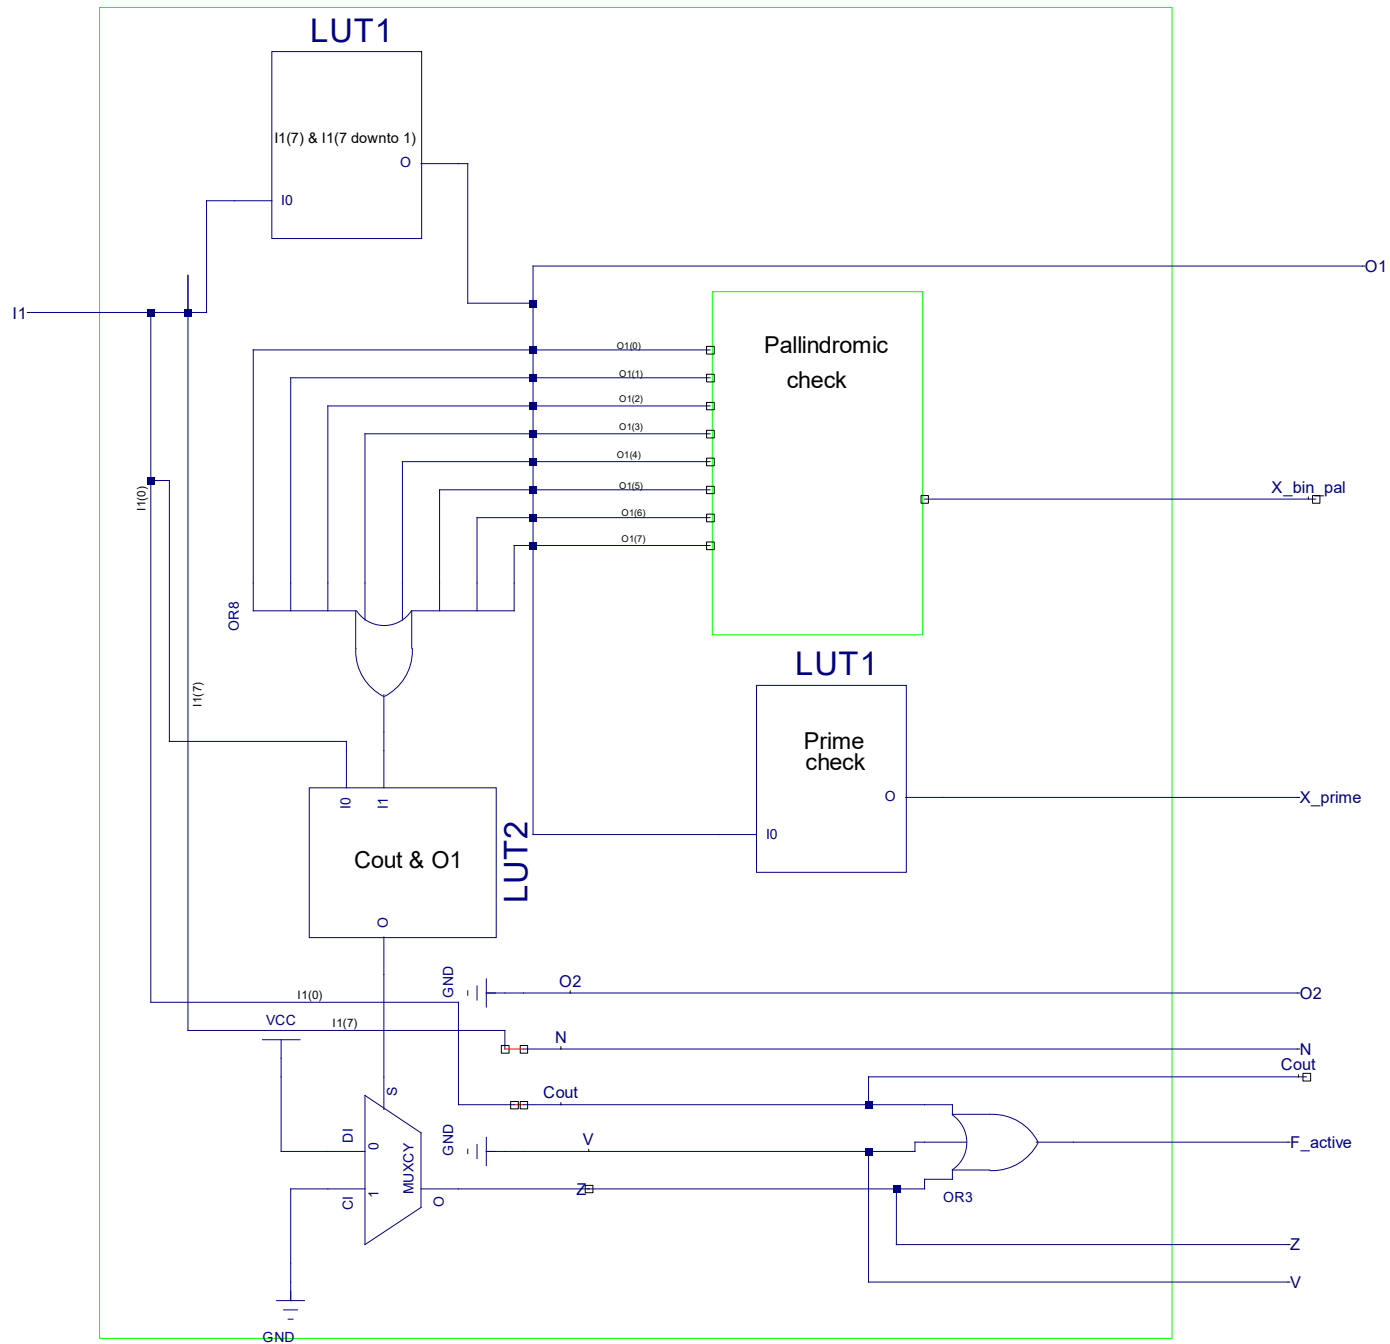 LUT1
I1(7) & I1(7 downto 1)
O
I0
O1
I1
O1(0)
O1(1)
O1(2)
O1(3)
O1(4)
O1(5)
O1(6)
O1(7)
Pallindromic
check
X_bin_pal
I1(0)
OR8
I1(7)
LUT1
Prime
check
O
I0
X_prime
I0
I1
Cout & O1
O
LUT2
GND
O2
O2
I1(0)
VCC
I1(7)
N
N
Cout
Cout
S
DI
0
MUXCY
CI
1
O
GND
V
Z
F_active
OR3
Z
V
GND